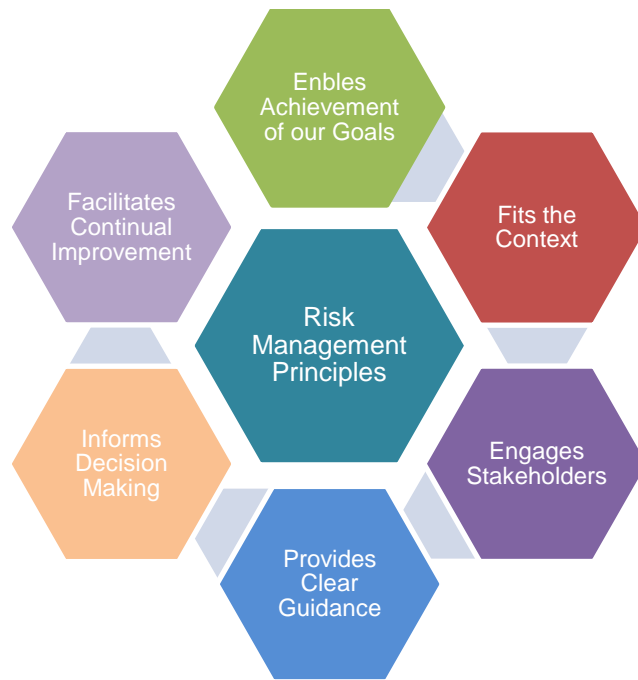 Enbles
Achievement
of our Goals
Fits the
Context
Engages
Stakeholders
Provides
Clear
Guidance
Informs
Decision
Making
Facilitates
Continual
Improvement
Risk
Management
Principles